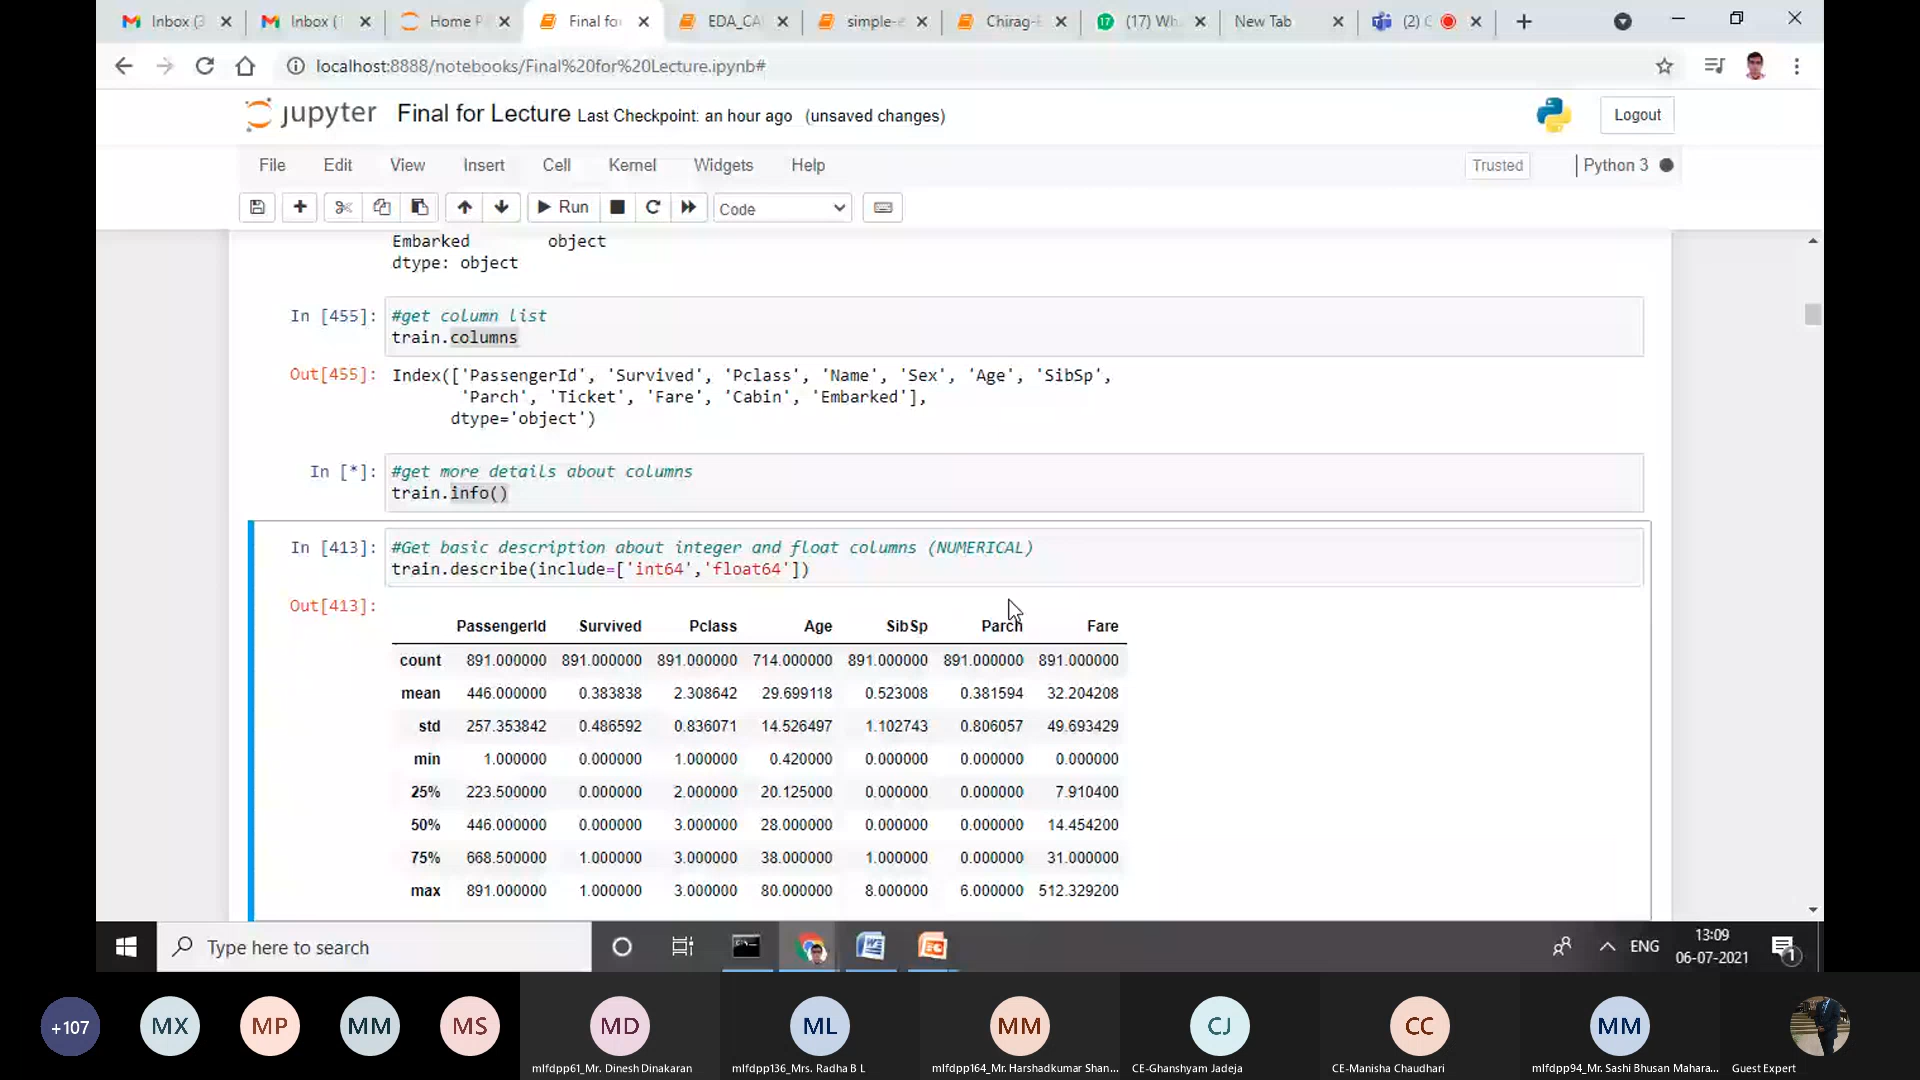 Inbox (3
Inbox (1
Home P
Final fo
EDA_CA
simple-e
Chirag-
(17) Wh
New Tab
(2)
localhost:8888/notebooks/Final%20for%20Lecture.ipynb#
jupyter Final for Lecture Last Checkpoint: an hour ago (unsaved changes)
Logout
File Edit View Insert Cell Kernel Widgets Help
Trusted
Python 3
Run
Code
Embarked object
dtype: object
In [455]:
#get column list
train.columns
Out[455]: Index(['PassengerId', 'Survived', 'Pclass', 'Name', 'Sex', 'Age', 'SibSp',
'Parch', 'Ticket', 'Fare', 'Cabin', 'Embarked'],
dtype='object')
In [*]:
#get more details about columns
train.info()
In [413]:
#Get basic description about integer and float columns (NUMERICAL)
train.describe(include=['int64','float64'])
Out[413]:
PassengerId Survived Pclass Age SibSp Parch Fare
count 891.000000 891.000000 891.000000 714.000000 891.000000 891.000000 891.000000
mean 446.000000 0.383838 2.308642 29.699118 0.523008 0.381594 32.204208
std 257.353842 0.486592 0.836071 14.526497 1.102743 0.806057 49.693429
min 1.000000 0.000000 1.000000 0.420000 0.000000 0.000000 0.000000
25% 223.500000 0.000000 2.000000 20.125000 0.000000 0.000000 7.910400
50% 446.000000 0.000000 3.000000 28.000000 0.000000 0.000000 14.454200
75% 668.500000 1.000000 3.000000 38.000000 1.000000 0.000000 31.000000
max 891.000000 1.000000 3.000000 80.000000 8.000000 6.000000 512.329200
Type here to search
ENG
13:09
06-07-2021
1
+107
MX
MP
MM
MS
MD
ML
MM
CJ
CC
MM
mlfdpp61_Mr. Dinesh Dinakaran
mlfdpp136_Mrs. Radha B L
mlfdpp164_Mr. Harshadkumar Shan...
CE-Ghanshyam Jadeja
CE-Manisha Chaudhari
mlfdpp94_Mr. Sashi Bhusan Mahara...
Guest Expert